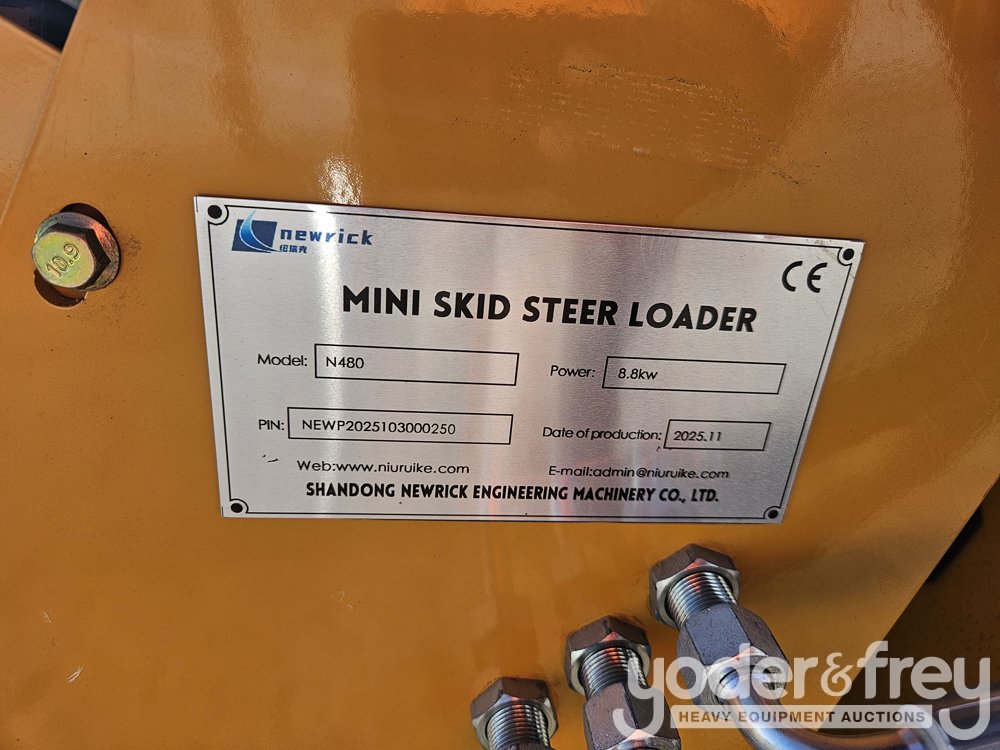 newrick
纽瑞克
CE
MINI SKID STEER LOADER
Model: N480
Power: 8.8kw
PIN: NEWP2025103000250
Date of production: 2025.11
Web:www.niuruike.com
E-mail:admin@niuruike.com
SHANDONG NEWRICK ENGINEERING MACHINERY CO., LTD.
10.9
yoder&frey
HEAVY EQUIPMENT AUCTIONS